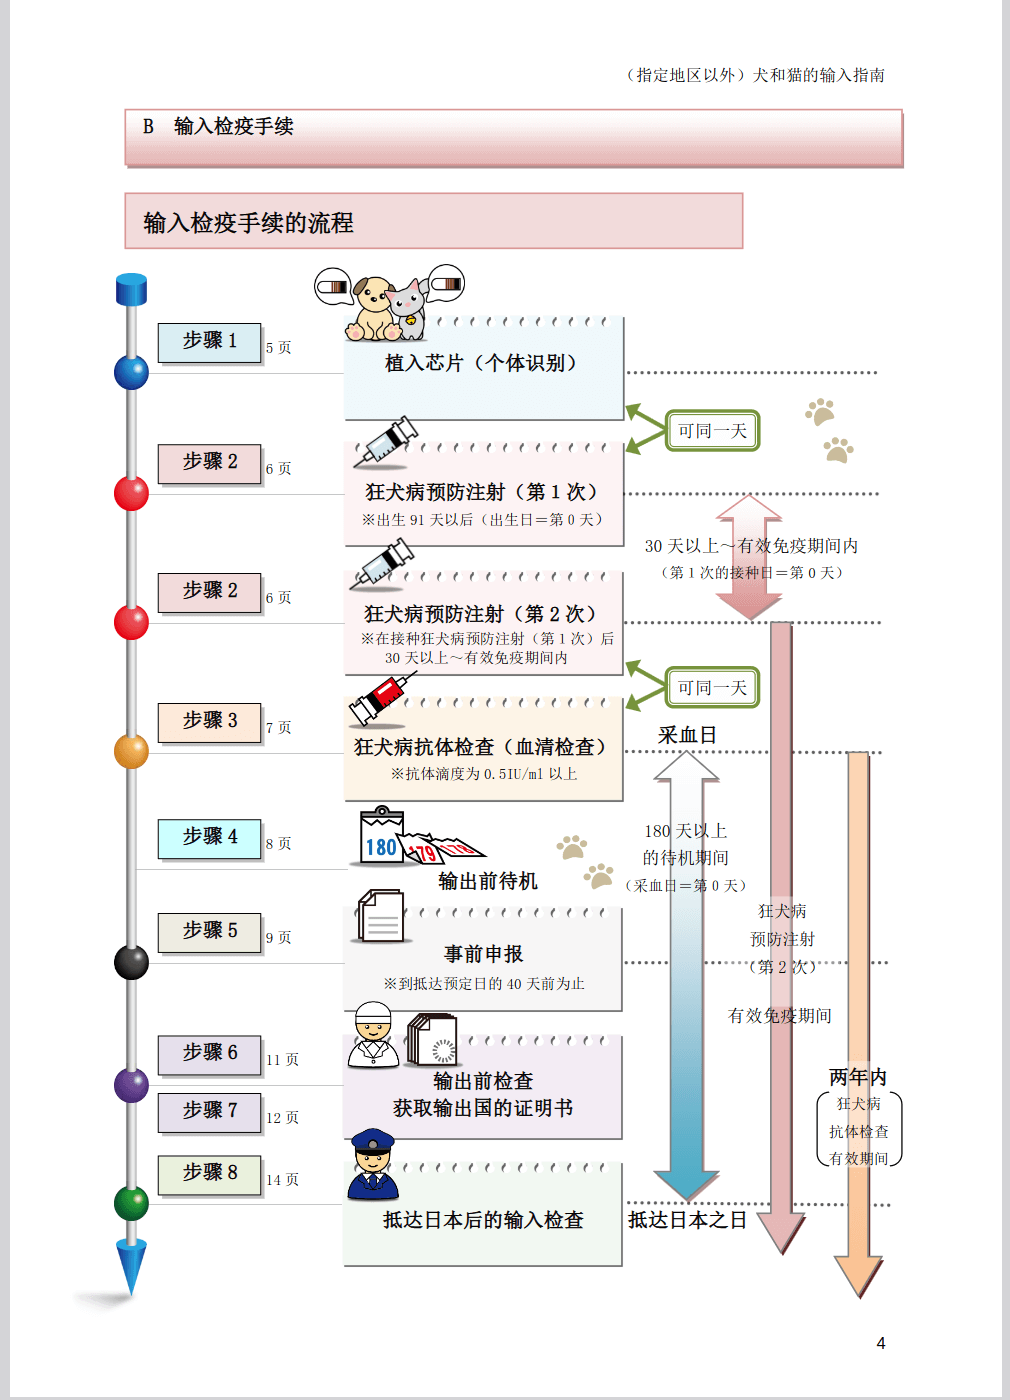 （指定地区以外）犬和猫的输入指南
B 输入检疫手续
输入检疫手续的流程
步骤 1
5 页
植入芯片（个体识别）
可同一天
步骤 2
6 页
狂犬病预防注射（第 1 次）
※出生 91 天以后（出生日＝第 0 天）
30 天以上～有效免疫期间内
（第 1 次的接种日＝第 0 天）
步骤 2
6 页
狂犬病预防注射（第 2 次）
※在接种狂犬病预防注射（第 1 次）后
30 天以上～有效免疫期间内
可同一天
步骤 3
7 页
狂犬病抗体检查（血清检查）
※抗体滴度为 0.5IU/ml 以上
采血日
180 天以上
的待机期间
（采血日＝第 0 天）
步骤 4
8 页
180
179
178
输出前待机
狂犬病
预防注射
（第 2 次）
有效免疫期间
步骤 5
9 页
事前申报
※到抵达预定日的 40 天前为止
步骤 6
11 页
输出前检查
获取输出国的证明书
步骤 7
12 页
两年内
狂犬病
抗体检查
有效期间
步骤 8
14 页
抵达日本后的输入检查
抵达日本之日
4